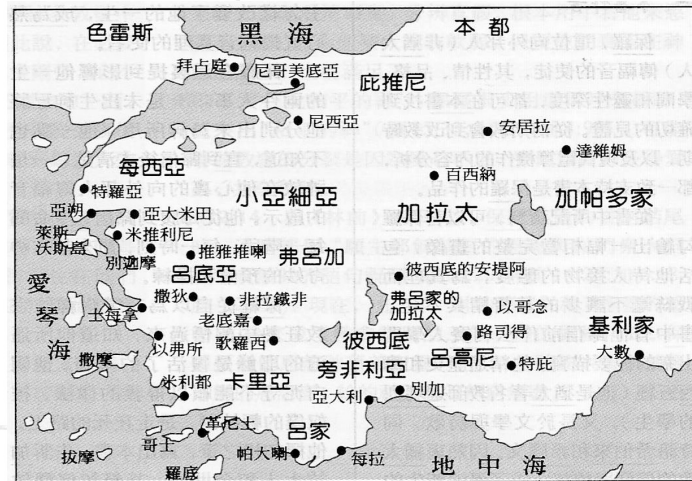 色雷斯
黑海
本都
拜占庭
尼哥美底亞
庇推尼
尼西亞
安居拉
達維姆
每西亞
百西納
特羅亞
小亞細亞
加拉太
加帕多家
亞朔
亞大米田
萊斯
沃斯島
米推利尼
推雅推喇
弗呂加
別迦摩
彼西底的安提阿
呂底亞
愛琴海
士每拿
撒狄
非拉鐵非
弗呂家的
加拉太
以哥念
老底嘉
基利家
路司得
以弗所
歌羅西
彼西底
呂高尼
大數
撒摩
特庇
旁非利亞
米利都
卡里亞
亞大利
別加
革尼土
呂家
哥士
拔摩
帕大喇
每拉
地中海
羅底